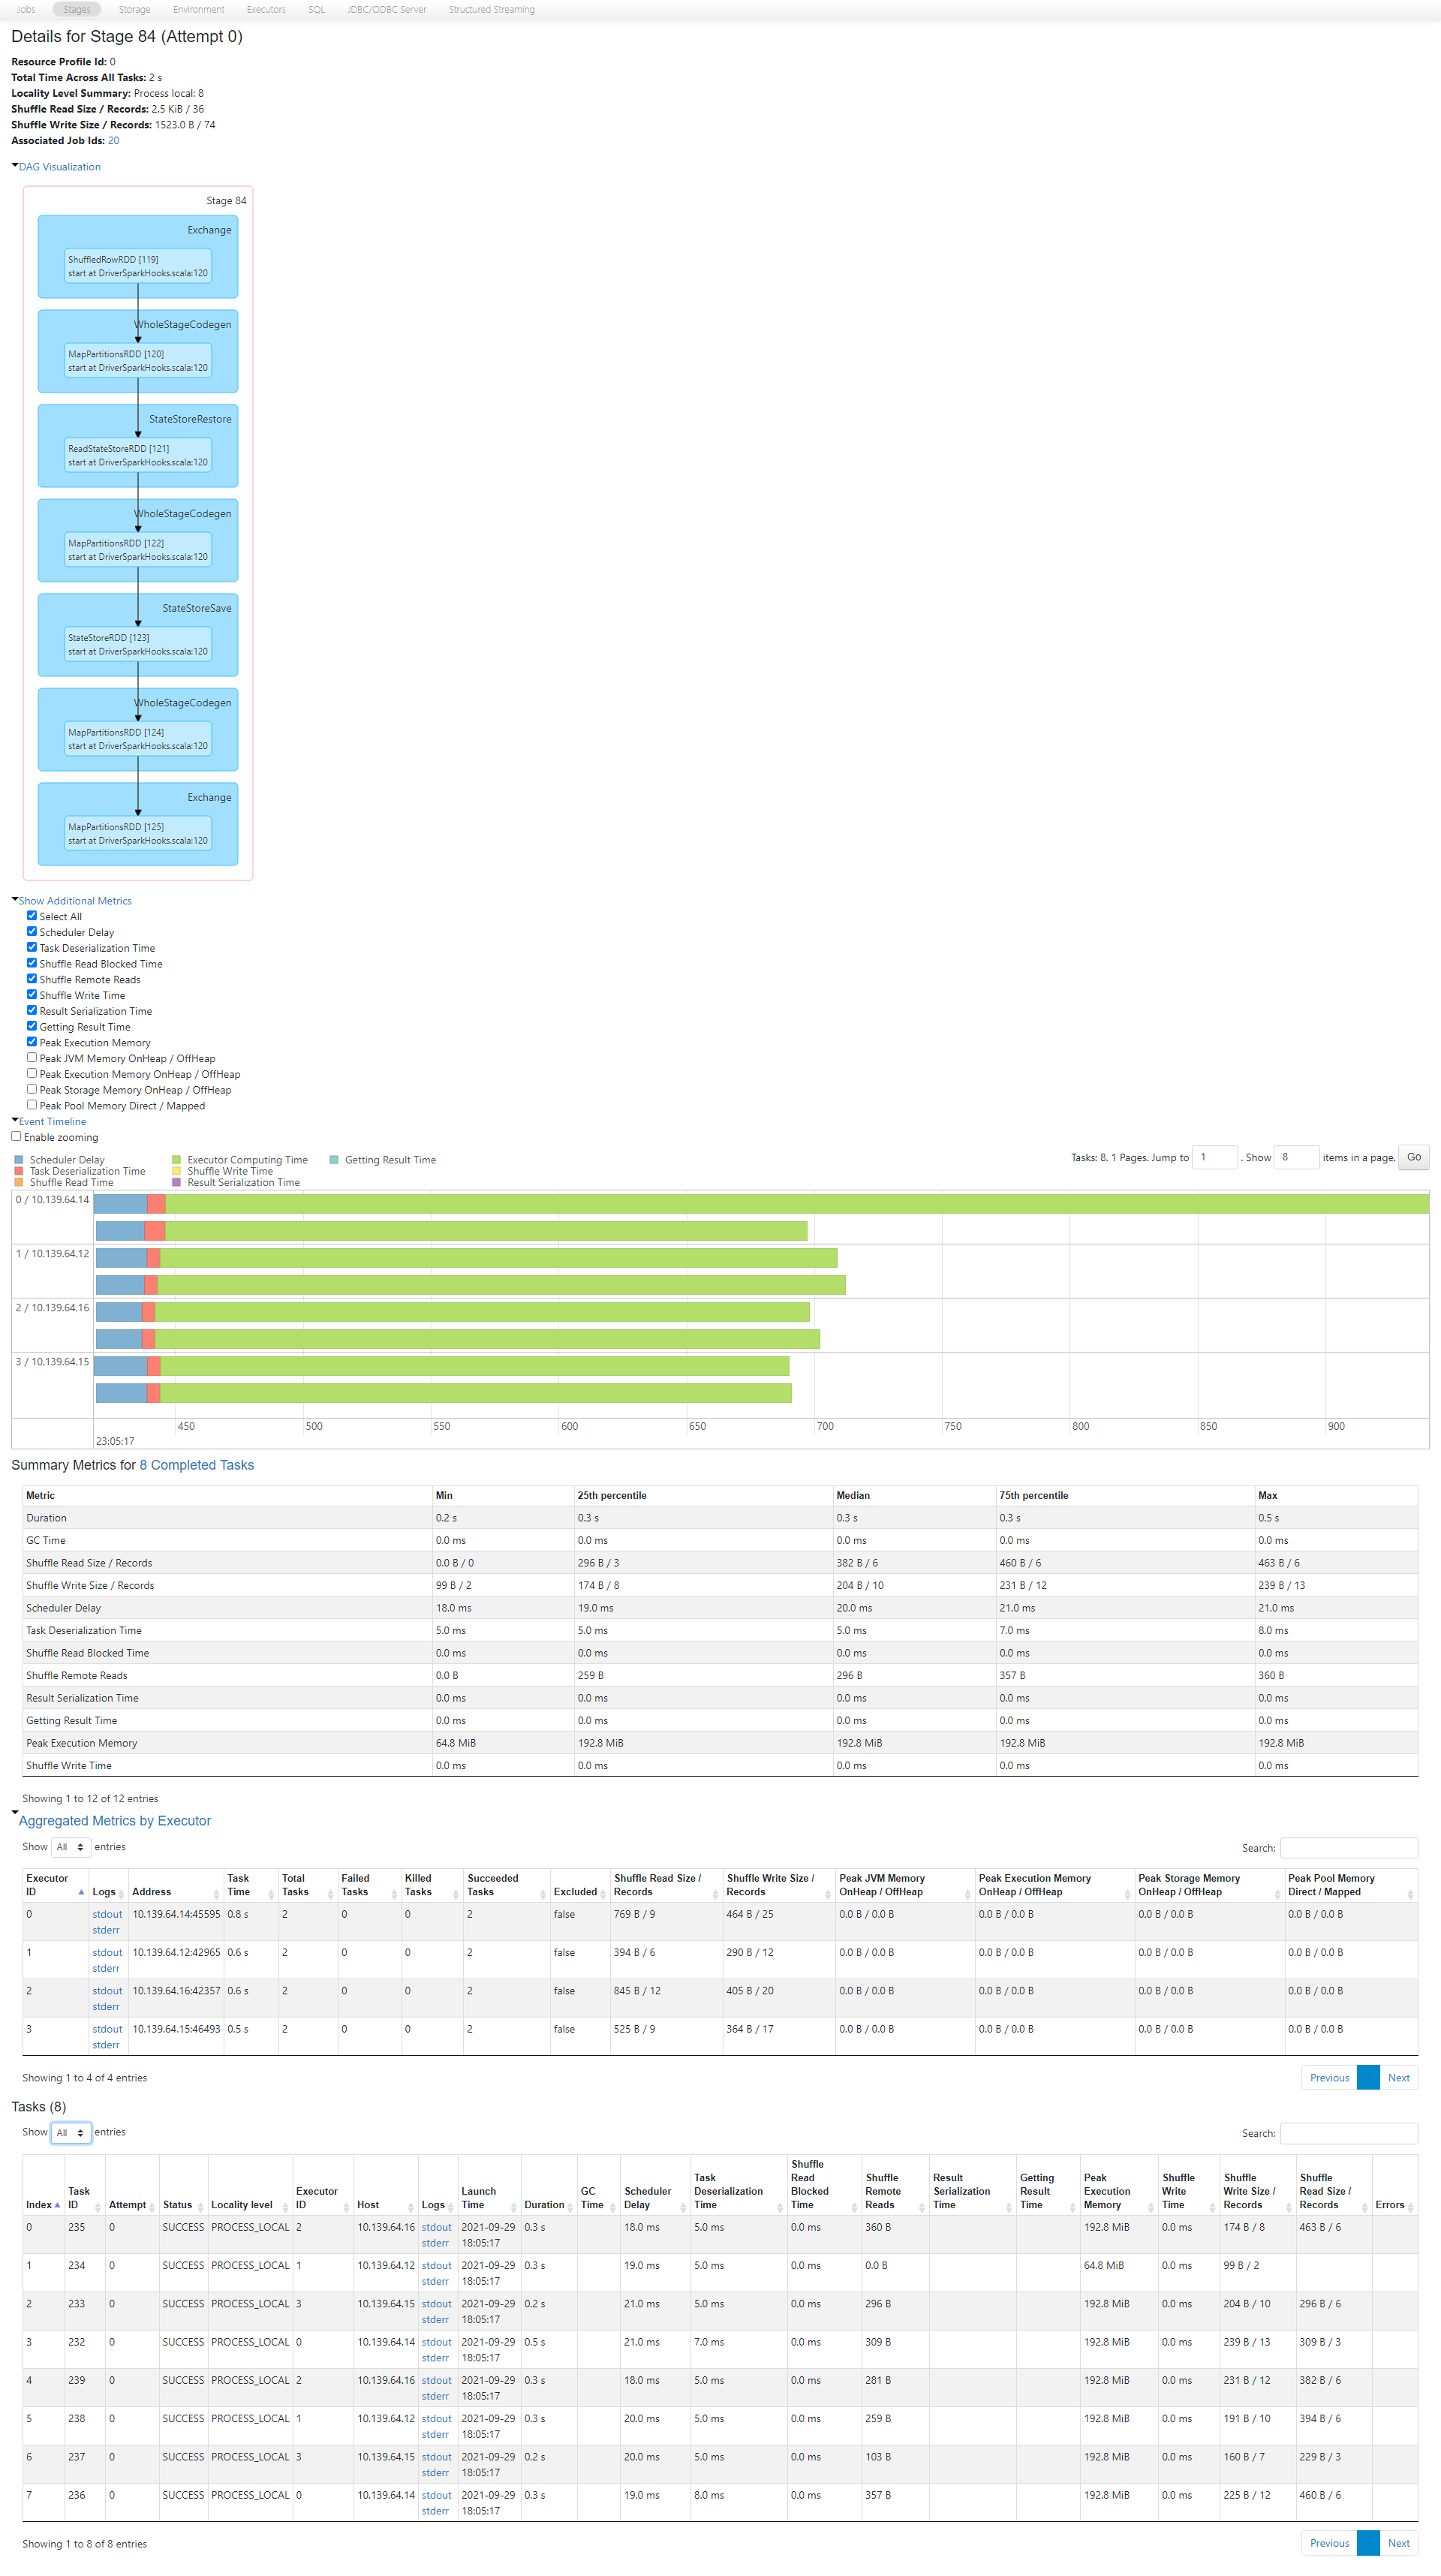 Jobs Stages Storage Environment Executors SQL JDBC/ODBC Server Structured Streaming
Details for Stage 84 (Attempt 0)
Resource Profile Id: 0
Total Time Across All Tasks: 2 s
Locality Level Summary: Process local: 8
Shuffle Read Size / Records: 2.5 KiB / 36
Shuffle Write Size / Records: 1523.0 B / 74
Associated Job Ids: 20
DAG Visualization
Stage 84
Exchange
ShuffledRowRDD [119]
start at DriverSparkHooks.scala:120
WholeStageCodegen
MapPartitionsRDD [120]
start at DriverSparkHooks.scala:120
StateStoreRestore
ReadStateStoreRDD [121]
start at DriverSparkHooks.scala:120
WholeStageCodegen
MapPartitionsRDD [122]
start at DriverSparkHooks.scala:120
StateStoreSave
StateStoreRDD [123]
start at DriverSparkHooks.scala:120
WholeStageCodegen
MapPartitionsRDD [124]
start at DriverSparkHooks.scala:120
Exchange
MapPartitionsRDD [125]
start at DriverSparkHooks.scala:120
Show Additional Metrics
Select All
Scheduler Delay
Task Deserialization Time
Shuffle Read Blocked Time
Shuffle Remote Reads
Shuffle Write Time
Result Serialization Time
Getting Result Time
Peak Execution Memory
Peak JVM Memory OnHeap / OffHeap
Peak Execution Memory OnHeap / OffHeap
Peak Storage Memory OnHeap / OffHeap
Peak Pool Memory Direct / Mapped
Event Timeline
Enable zooming
Tasks: 8. 1 Pages. Jump to 1 . Show 8 items in a page. Go
Scheduler Delay Executor Computing Time Getting Result Time
Task Deserialization Time Shuffle Write Time
Shuffle Read Time Result Serialization Time
0 / 10.139.64.14
1 / 10.139.64.12
2 / 10.139.64.16
3 / 10.139.64.15
450 500 550 600 650 700 750 800 850 900
23:05:17
Summary Metrics for 8 Completed Tasks
Metric Min 25th percentile Median 75th percentile Max
Duration 0.2 s 0.3 s 0.3 s 0.3 s 0.5 s
GC Time 0.0 ms 0.0 ms 0.0 ms 0.0 ms 0.0 ms
Shuffle Read Size / Records 0.0 B / 0 296 B / 3 382 B / 6 460 B / 6 463 B / 6
Shuffle Write Size / Records 99 B / 2 174 B / 8 204 B / 10 231 B / 12 239 B / 13
Scheduler Delay 18.0 ms 19.0 ms 20.0 ms 21.0 ms 21.0 ms
Task Deserialization Time 5.0 ms 5.0 ms 5.0 ms 7.0 ms 8.0 ms
Shuffle Read Blocked Time 0.0 ms 0.0 ms 0.0 ms 0.0 ms 0.0 ms
Shuffle Remote Reads 0.0 B 259 B 296 B 357 B 360 B
Result Serialization Time 0.0 ms 0.0 ms 0.0 ms 0.0 ms 0.0 ms
Getting Result Time 0.0 ms 0.0 ms 0.0 ms 0.0 ms 0.0 ms
Peak Execution Memory 64.8 MiB 192.8 MiB 192.8 MiB 192.8 MiB 192.8 MiB
Shuffle Write Time 0.0 ms 0.0 ms 0.0 ms 0.0 ms 0.0 ms
Showing 1 to 12 of 12 entries
Aggregated Metrics by Executor
Show All entries Search:
Executor Task Total Failed Killed Succeeded Shuffle Read Size / Shuffle Write Size / Peak JVM Memory Peak Execution Memory Peak Storage Memory Peak Pool Memory
ID Logs Address Time Tasks Tasks Tasks Tasks Excluded Records Records OnHeap / OffHeap OnHeap / OffHeap OnHeap / OffHeap Direct / Mapped
0 stdout 10.139.64.14:45595 0.8 s 2 0 0 2 false 769 B / 9 464 B / 25 0.0 B / 0.0 B 0.0 B / 0.0 B 0.0 B / 0.0 B 0.0 B / 0.0 B
stderr
1 stdout 10.139.64.12:42965 0.6 s 2 0 0 2 false 394 B / 6 290 B / 12 0.0 B / 0.0 B 0.0 B / 0.0 B 0.0 B / 0.0 B 0.0 B / 0.0 B
stderr
2 stdout 10.139.64.16:42357 0.6 s 2 0 0 2 false 845 B / 12 405 B / 20 0.0 B / 0.0 B 0.0 B / 0.0 B 0.0 B / 0.0 B 0.0 B / 0.0 B
stderr
3 stdout 10.139.64.15:46493 0.5 s 2 0 0 2 false 525 B / 9 364 B / 17 0.0 B / 0.0 B 0.0 B / 0.0 B 0.0 B / 0.0 B 0.0 B / 0.0 B
stderr
Showing 1 to 4 of 4 entries Previous Next
Tasks (8)
Show All entries Search:
Shuffle
Read Shuffle Result Getting Peak Shuffle Shuffle Shuffle
Task Executor Launch GC Scheduler Task Deserialization Blocked Remote Serialization Result Execution Write Write Size / Read Size /
Index ID Attempt Status Locality level ID Host Logs Time Duration Time Delay Time Time Reads Time Time Memory Time Records Records Errors
0 235 0 SUCCESS PROCESS_LOCAL 2 10.139.64.16 stdout 2021-09-29 0.3 s 18.0 ms 5.0 ms 0.0 ms 360 B 192.8 MiB 0.0 ms 174 B / 8 463 B / 6
stderr 18:05:17
1 234 0 SUCCESS PROCESS_LOCAL 1 10.139.64.12 stdout 2021-09-29 0.3 s 19.0 ms 5.0 ms 0.0 ms 0.0 B 64.8 MiB 0.0 ms 99 B / 2
stderr 18:05:17
2 233 0 SUCCESS PROCESS_LOCAL 3 10.139.64.15 stdout 2021-09-29 0.2 s 21.0 ms 5.0 ms 0.0 ms 296 B 192.8 MiB 0.0 ms 204 B / 10 296 B / 6
stderr 18:05:17
3 232 0 SUCCESS PROCESS_LOCAL 0 10.139.64.14 stdout 2021-09-29 0.5 s 21.0 ms 7.0 ms 0.0 ms 309 B 192.8 MiB 0.0 ms 239 B / 13 309 B / 3
stderr 18:05:17
4 239 0 SUCCESS PROCESS_LOCAL 2 10.139.64.16 stdout 2021-09-29 0.3 s 18.0 ms 5.0 ms 0.0 ms 281 B 192.8 MiB 0.0 ms 231 B / 12 382 B / 6
stderr 18:05:17
5 238 0 SUCCESS PROCESS_LOCAL 1 10.139.64.12 stdout 2021-09-29 0.3 s 20.0 ms 5.0 ms 0.0 ms 259 B 192.8 MiB 0.0 ms 191 B / 10 394 B / 6
stderr 18:05:17
6 237 0 SUCCESS PROCESS_LOCAL 3 10.139.64.15 stdout 2021-09-29 0.2 s 20.0 ms 5.0 ms 0.0 ms 103 B 192.8 MiB 0.0 ms 160 B / 7 229 B / 3
stderr 18:05:17
7 236 0 SUCCESS PROCESS_LOCAL 0 10.139.64.14 stdout 2021-09-29 0.3 s 19.0 ms 8.0 ms 0.0 ms 357 B 192.8 MiB 0.0 ms 225 B / 12 460 B / 6
stderr 18:05:17
Showing 1 to 8 of 8 entries Previous Next